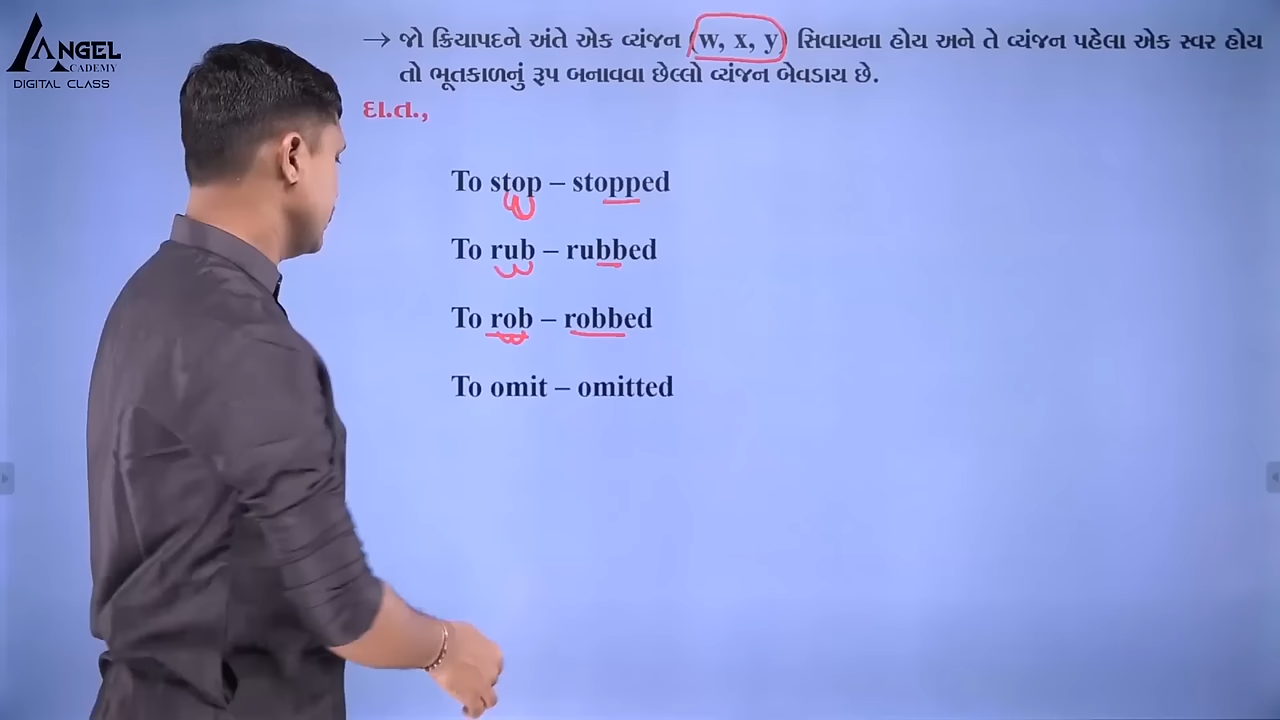 ANGEL
ACADEMY
DIGITAL CLASS
→ જો ક્રિયાપદને અંતે એક વ્યંજન (w, x, y) સિવાયના હોય અને તે વ્યંજન પહેલા એક સ્વર હોય
તો ભૂતકાળનું રૂપ બનાવવા છેલ્લો વ્યંજન બેવડાય છે.
દા.ત.,
To stop – stopped
To rub – rubbed
To rob – robbed
To omit – omitted